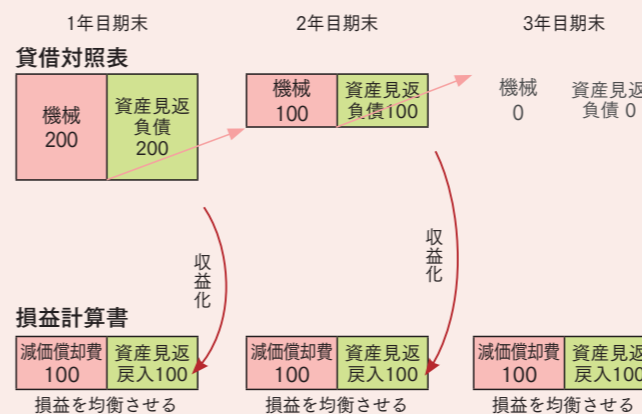 1年目期末
2年目期末
3年目期末
貸借対照表
機械
200
資産見返
負債
200
機械
100
資産見返
負債100
機械
0
資産見返
負債 0
収益化
収益化
損益計算書
減価償却費
100
資産見返
戻入100
減価償却費
100
資産見返
戻入100
減価償却費
100
資産見返
戻入100
損益を均衡させる
損益を均衡させる
損益を均衡させる